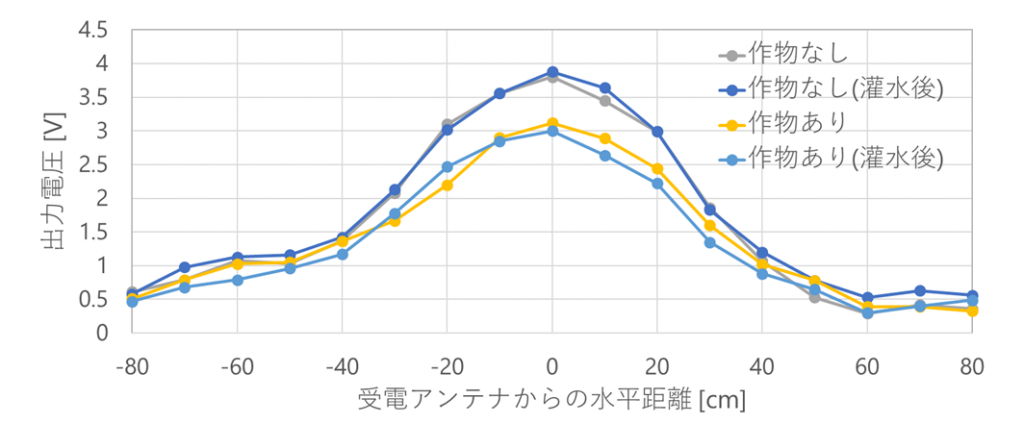 4.5
4
3.5
3
2.5
2
1.5
1
0.5
0
出力電圧 [V]
作物なし
作物なし(灌水後)
作物あり
作物あり(灌水後)
-80 -60 -40 -20 0 20 40 60 80
受電アンテナからの水平距離 [cm]